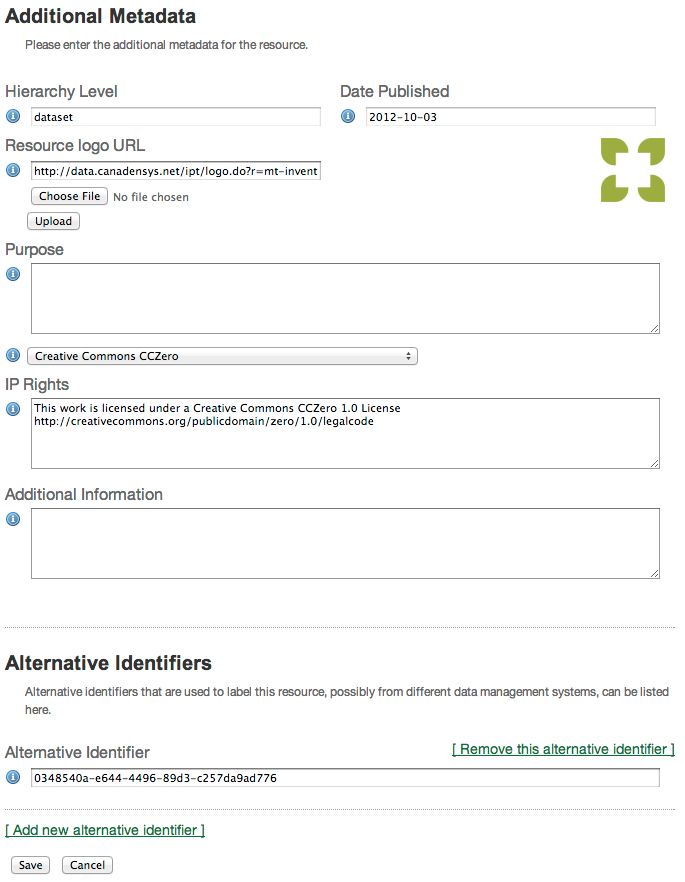 Additional Metadata
Please enter the additional metadata for the resource.
Hierarchy Level
Date Published
dataset
2012-10-03
Resource logo URL
http://data.canadensys.net/ipt/logo.do?r=mt-invent
Choose File No file chosen
Upload
Purpose
Creative Commons CCZero
IP Rights
This work is licensed under a Creative Commons CCZero 1.0 License
http://creativecommons.org/publicdomain/zero/1.0/legalcode
Additional Information
Alternative Identifiers
Alternative identifiers that are used to label this resource, possibly from different data management systems, can be listed
here.
Alternative Identifier
[ Remove this alternative identifier ]
0348540a-e644-4496-89d3-c257da9ad776
[ Add new alternative identifier ]
Save Cancel